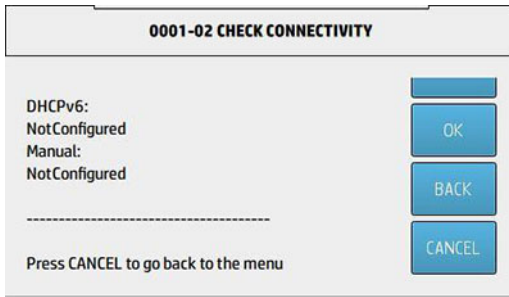 0001-02 CHECK CONNECTIVITY
DHCPv6:
NotConfigured
Manual:
NotConfigured
--------------------------------------
Press CANCEL to go back to the menu
OK
BACK
CANCEL